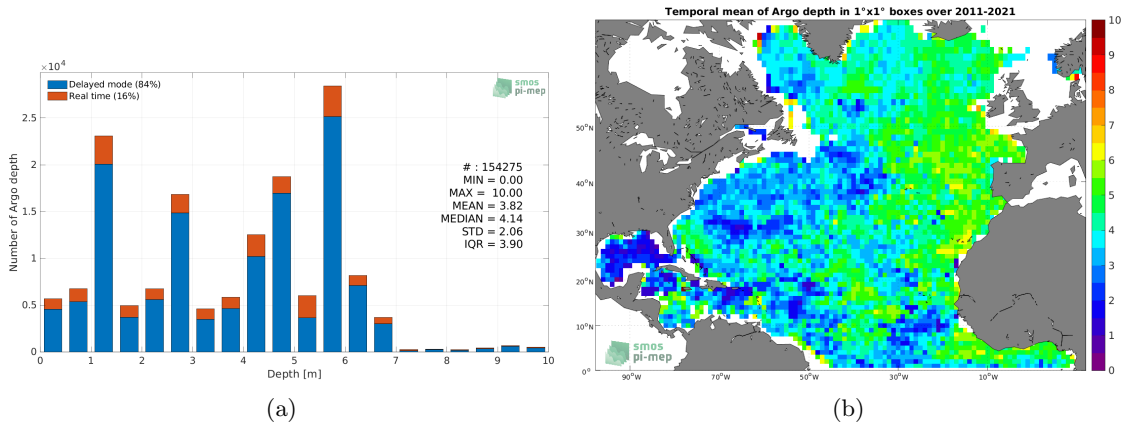 ×10⁴
Delayed mode (84%)
Real time (16%)
smos
pi-mep
# : 154275
MIN = 0.00
MAX = 10.00
MEAN = 3.82
MEDIAN = 4.14
STD = 2.06
IQR = 3.90
Number of Argo depth
2.5
2
1.5
1
0.5
0
0 1 2 3 4 5 6 7 8 9 10
Depth [m]
(a)
Temporal mean of Argo depth in 1°x1° boxes over 2011-2021
50°N
40°N
30°N
20°N
10°N
0°
90°W 70°W 50°W 30°W 10°W
smos
pi-mep
10
9
8
7
6
5
4
3
2
1
0
(b)